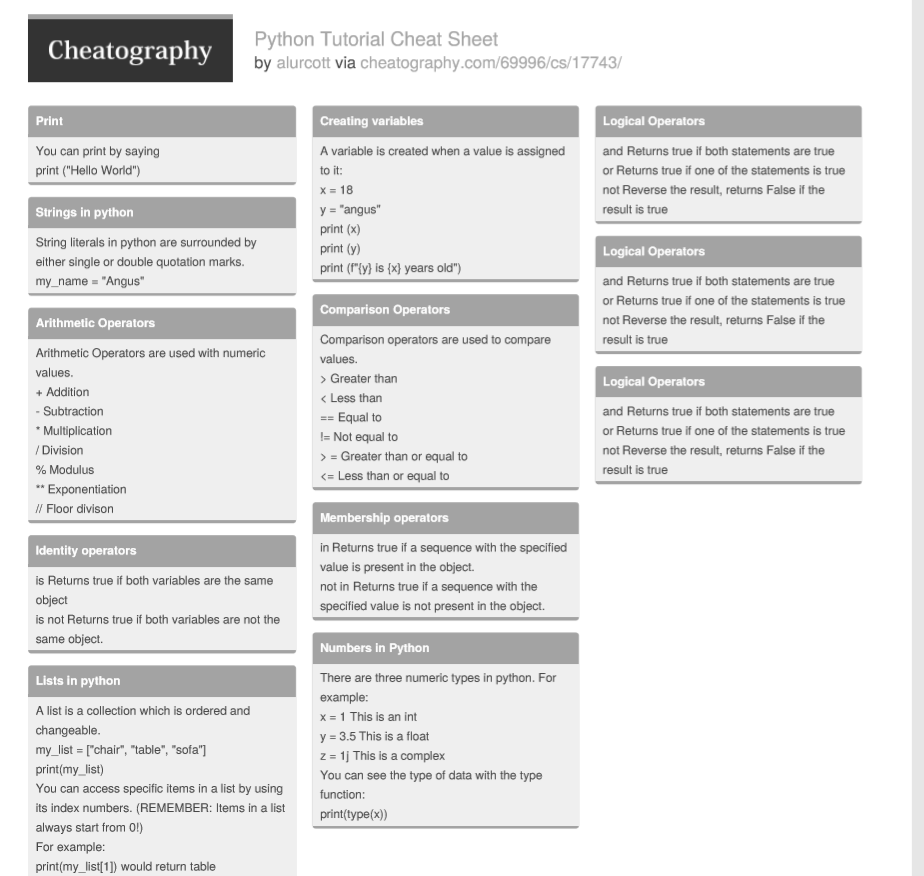 Cheatography
Python Tutorial Cheat Sheet
by alurcott via cheatography.com/69996/cs/17743/
Print
You can print by saying
print ("Hello World")
Strings in python
String literals in python are surrounded by
either single or double quotation marks.
my_name = "Angus"
Arithmetic Operators
Arithmetic Operators are used with numeric
values.
+ Addition
- Subtraction
* Multiplication
/ Division
% Modulus
** Exponentiation
// Floor divison
Identity operators
is Returns true if both variables are the same
object
is not Returns true if both variables are not the
same object.
Lists in python
A list is a collection which is ordered and
changeable.
my_list = ["chair", "table", "sofa"]
print(my_list)
You can access specific items in a list by using
its index numbers. (REMEMBER: Items in a list
always start from 0!)
For example:
print(my_list[1]) would return table
Creating variables
A variable is created when a value is assigned
to it:
x = 18
y = "angus"
print (x)
print (y)
print (f"{y} is {x} years old")
Comparison Operators
Comparison operators are used to compare
values.
> Greater than
< Less than
== Equal to
!= Not equal to
> = Greater than or equal to
<= Less than or equal to
Membership operators
in Returns true if a sequence with the specified
value is present in the object.
not in Returns true if a sequence with the
specified value is not present in the object.
Numbers in Python
There are three numeric types in python. For
example:
x = 1 This is an int
y = 3.5 This is a float
z = 1j This is a complex
You can see the type of data with the type
function:
print(type(x))
Logical Operators
and Returns true if both statements are true
or Returns true if one of the statements is true
not Reverse the result, returns False if the
result is true
Logical Operators
and Returns true if both statements are true
or Returns true if one of the statements is true
not Reverse the result, returns False if the
result is true
Logical Operators
and Returns true if both statements are true
or Returns true if one of the statements is true
not Reverse the result, returns False if the
result is true